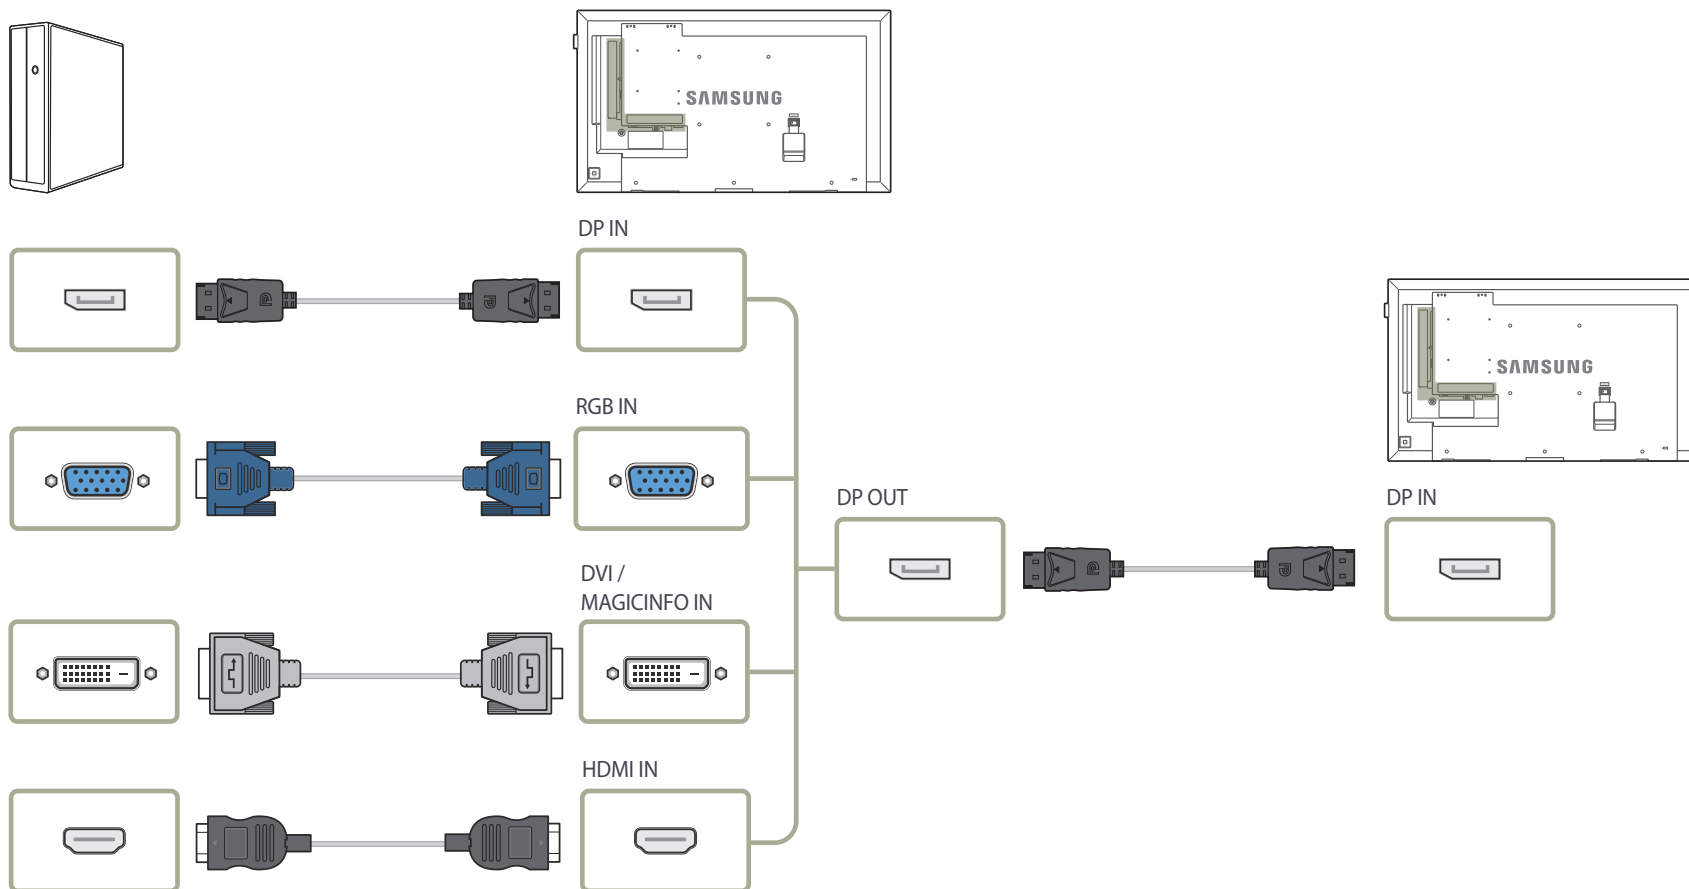 SAMSUNG
DP IN
SAMSUNG
RGB IN
DP OUT
DP IN
DVI /
MAGICINFO IN
HDMI IN